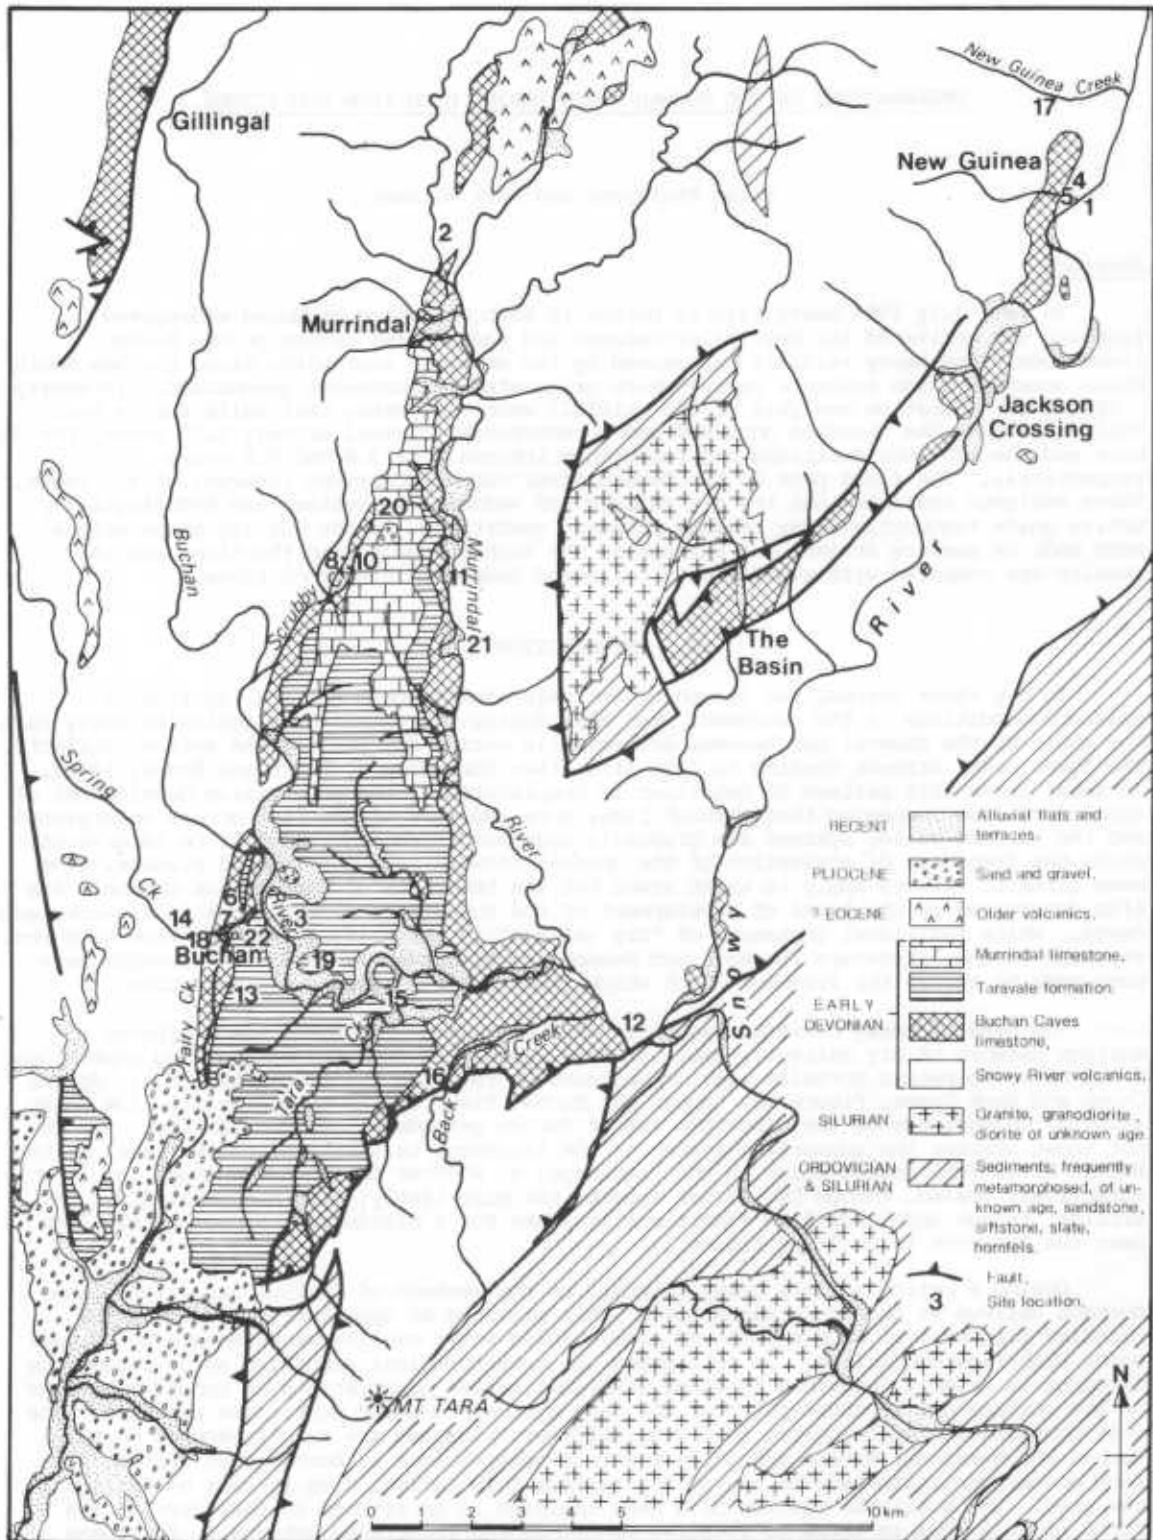 New Guinea Creek
17
Gillingal
New Guinea
4
5
1
2
Murrindal
Jackson
Crossing
20
8
10
11
Murrindal
Buchan
Scrubby
21
The
Basin
River
Spring
River
6
7
3
14
18
22
Buchan
19
Ck
13
15
Fairy Ck
Ck
Creek
12
Snowy
16
Tara
Back
RECENT
Alluvial flats and
terraces.
PLIOCENE
Sand and gravel.
? EOCENE
Older volcanics.
Murrindal limestone.
Taravale formation.
EARLY
DEVONIAN
Buchan Caves
limestone.
Snowy River volcanics.
SILURIAN
Granite, granodiorite,
diorite of unknown age.
ORDOVICIAN
& SILURIAN
Sediments, frequently
metamorphosed, of un-
known age, sandstone,
siltstone, slate,
hornfels.
Fault.
3
Site location.
River
N
MT. TARA
0 1 2 3 4 5 10 km